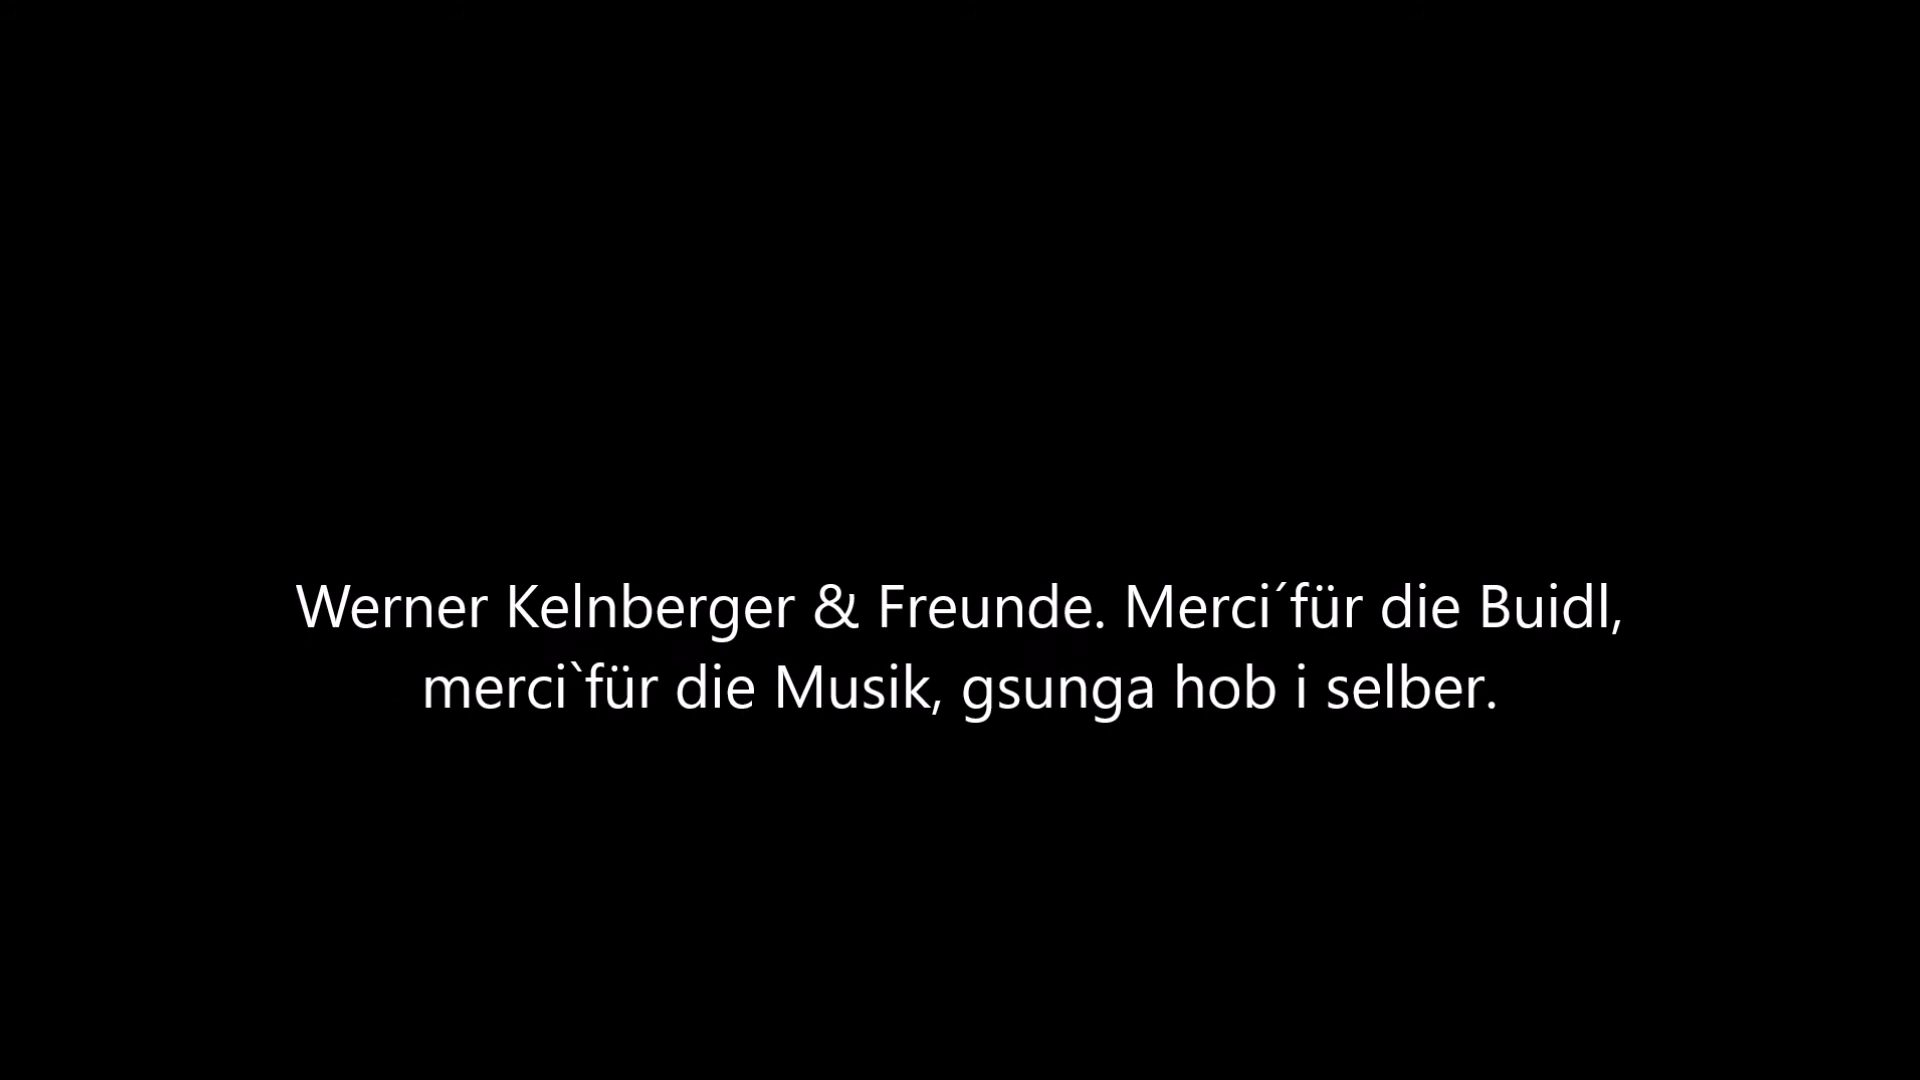 Werner Kelnberger & Freunde. Merci´für die Buidl,
merci`für die Musik, gsunga hob i selber.